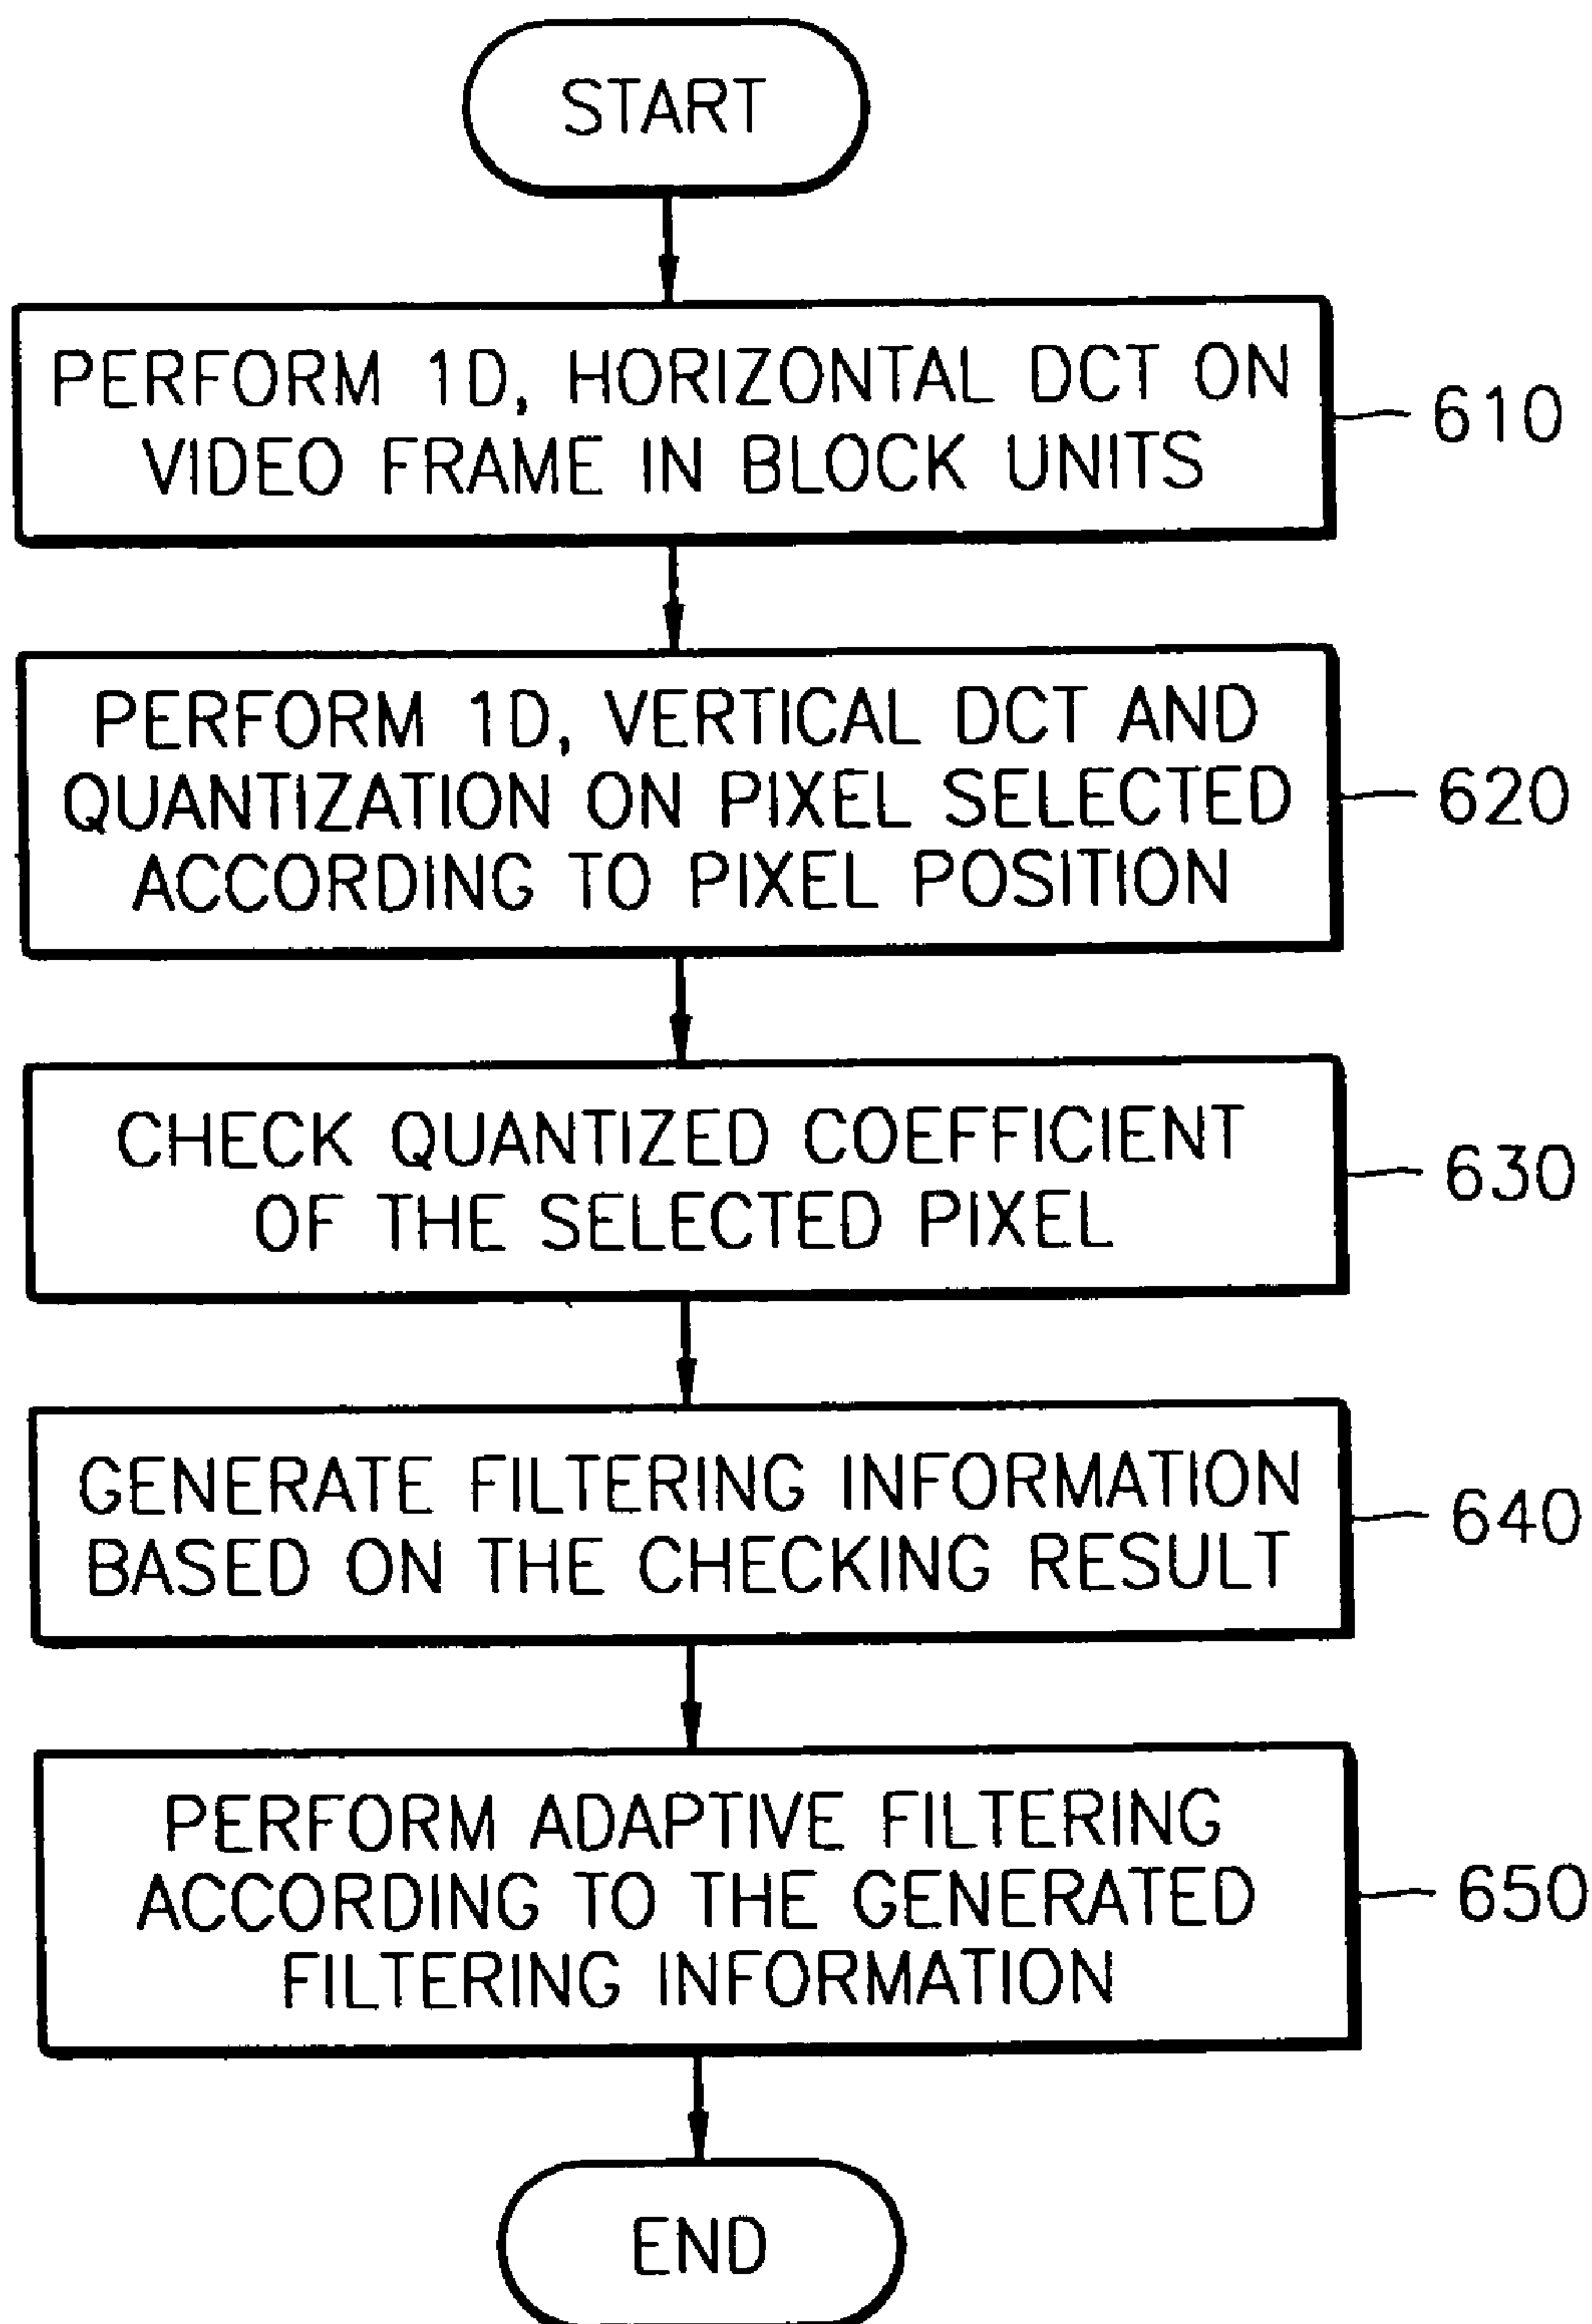 START
PERFORM 1D, HORIZONTAL DCT ON
VIDEO FRAME IN BLOCK UNITS
610
PERFORM 1D, VERTICAL DCT AND
QUANTIZATION ON PIXEL SELECTED
ACCORDING TO PIXEL POSITION
620
CHECK QUANTIZED COEFFICIENT
OF THE SELECTED PIXEL
630
GENERATE FILTERING INFORMATION
BASED ON THE CHECKING RESULT
640
PERFORM ADAPTIVE FILTERING
ACCORDING TO THE GENERATED
FILTERING INFORMATION
650
END